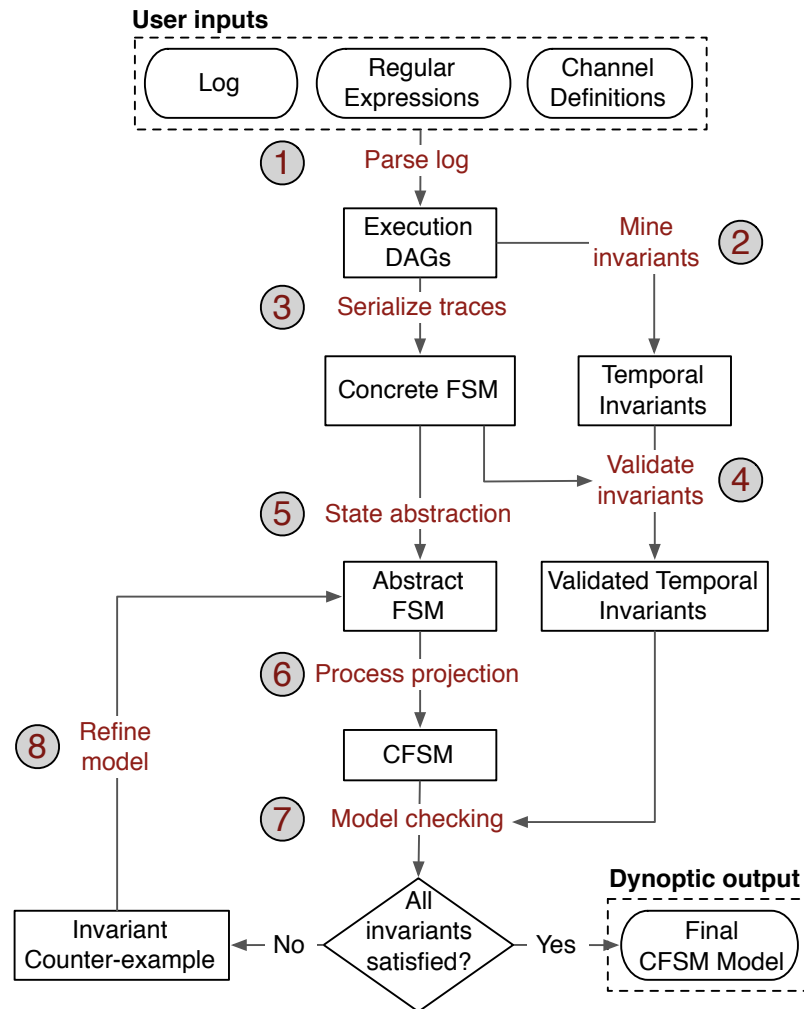 User inputs
Log
Regular
Expressions
Channel
Definitions
1
Parse log
Execution
DAGs
Mine
invariants
2
3
Serialize traces
Concrete FSM
Temporal
Invariants
Validate
invariants
4
5
State abstraction
Abstract
FSM
Validated Temporal
Invariants
6
Process projection
8
Refine
model
CFSM
7
Model checking
Dynoptic output
All
invariants
satisfied?
No
Yes
Invariant
Counter-example
Final
CFSM Model